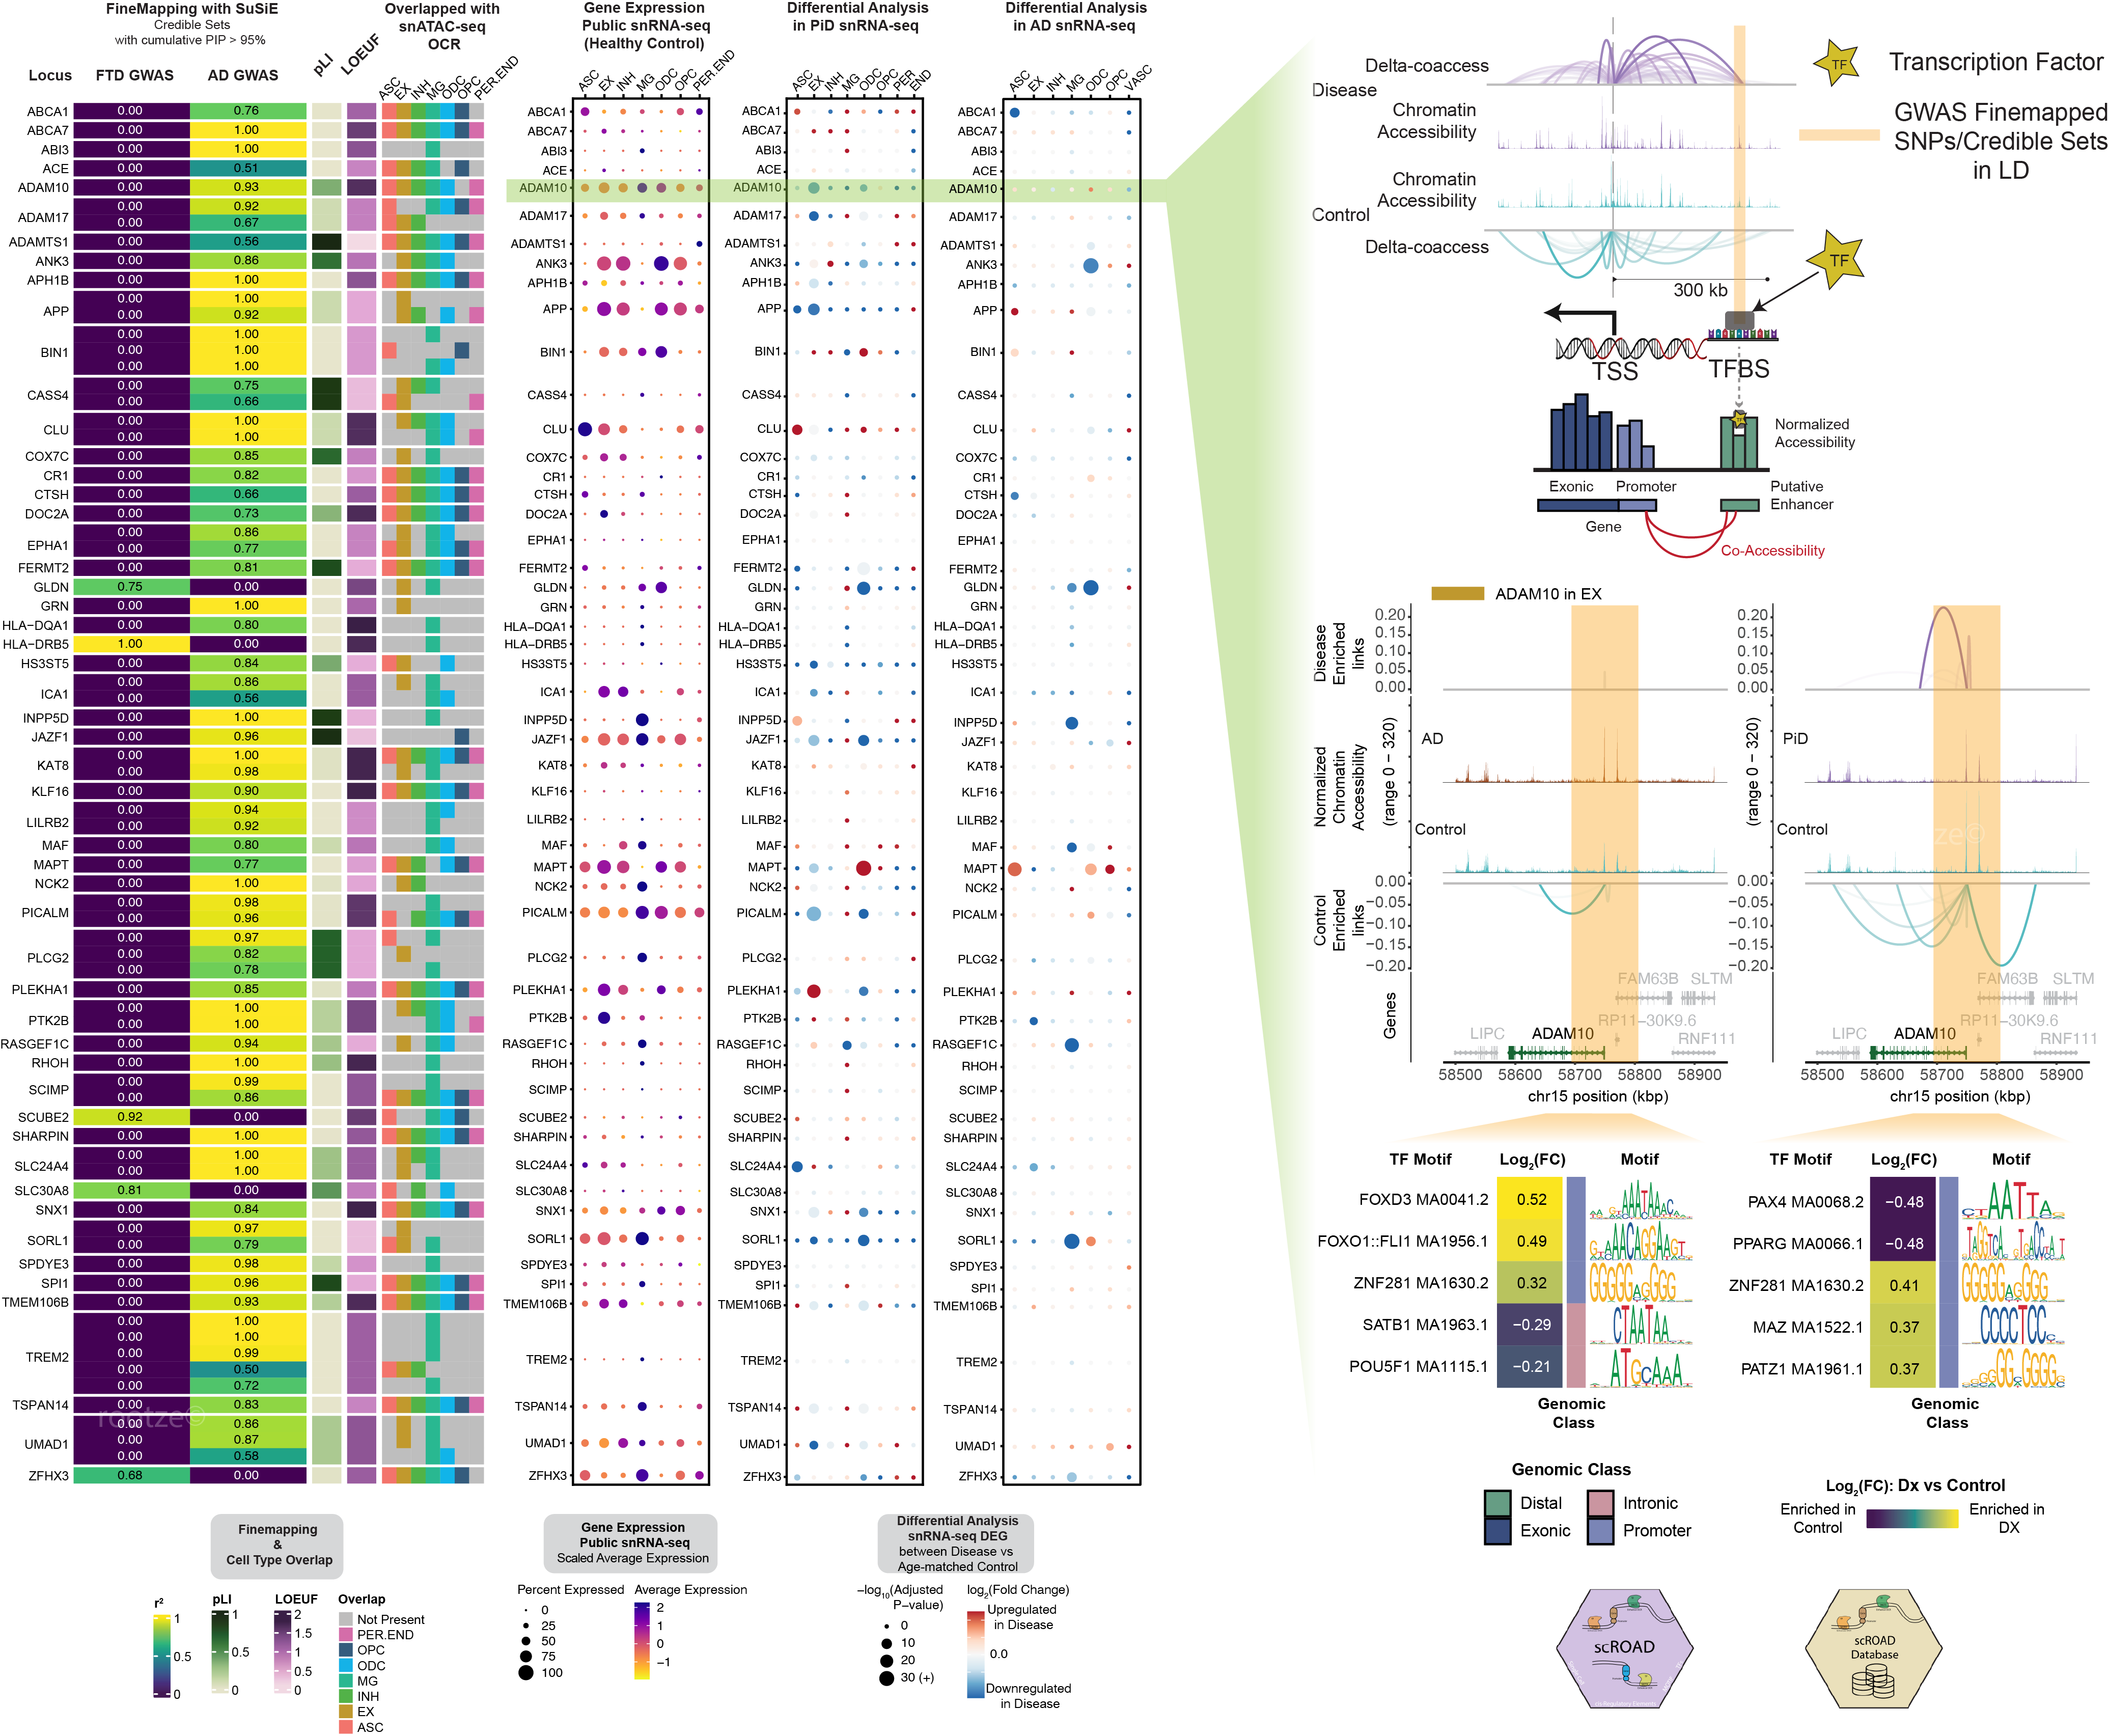 FineMapping with SuSiE
Credible Sets
with cumulative PIP > 95%
Locus
FTD GWAS
AD GWAS
pLI
LOEUF
Overlapped with
snATAC-seq
OCR
ASC
EX
INH
MG
ODC
OPC
PER.END
ABCA1 0.00 0.76
ABCA7 0.00 1.00
ABI3 0.00 1.00
ACE 0.00 0.51
ADAM10 0.00 0.93
0.00 0.92
ADAM17
0.00 0.67
ADAMTS1 0.00 0.56
ANK3 0.00 0.86
APH1B 0.00 1.00
0.00 1.00
APP
0.00 0.92
0.00 1.00
BIN1 0.00 1.00
0.00 1.00
0.00 0.75
CASS4
0.00 0.66
0.00 1.00
CLU
0.00 1.00
COX7C 0.00 0.85
CR1 0.00 0.82
CTSH 0.00 0.66
DOC2A 0.00 0.73
0.00 0.86
EPHA1
0.00 0.77
FERMT2 0.00 0.81
GLDN 0.75 0.00
GRN 0.00 1.00
HLA−DQA1 0.00 0.80
HLA−DRB5 1.00 0.00
HS3ST5 0.00 0.84
0.00 0.86
ICA1
0.00 0.56
INPP5D 0.00 1.00
JAZF1 0.00 0.96
0.00 1.00
KAT8
0.00 0.98
KLF16 0.00 0.90
0.00 0.94
LILRB2
0.00 0.92
MAF 0.00 0.80
MAPT 0.00 0.77
NCK2 0.00 1.00
0.00 0.98
PICALM
0.00 0.96
0.00 0.97
PLCG2 0.00 0.82
0.00 0.78
PLEKHA1 0.00 0.85
0.00 1.00
PTK2B
0.00 1.00
RASGEF1C 0.00 0.94
RHOH 0.00 1.00
0.00 0.99
SCIMP
0.00 0.86
SCUBE2 0.92 0.00
SHARPIN 0.00 1.00
0.00 1.00
SLC24A4
0.00 1.00
SLC30A8 0.81 0.00
SNX1 0.00 0.84
0.00 0.97
SORL1
0.00 0.79
SPDYE3 0.00 0.98
SPI1 0.00 0.96
TMEM106B 0.00 0.93
0.00 1.00
0.00 1.00
TREM2 0.00 0.99
0.00 0.50
0.00 0.72
TSPAN14 0.00 0.83
0.00 0.86
UMAD1 0.00 0.87
0.00 0.58
ZFHX3 0.68 0.00
Gene Expression
Public snRNA-seq
(Healthy Control)
ASC
EX
INH
MG
ODC
OPC
PER.END
ABCA1
ABCA7
ABI3
ACE
ADAM10
ADAM17
ADAMTS1
ANK3
APH1B
APP
BIN1
CASS4
CLU
COX7C
CR1
CTSH
DOC2A
EPHA1
FERMT2
GLDN
GRN
HLA−DQA1
HLA−DRB5
HS3ST5
ICA1
INPP5D
JAZF1
KAT8
KLF16
LILRB2
MAF
MAPT
NCK2
PICALM
PLCG2
PLEKHA1
PTK2B
RASGEF1C
RHOH
SCIMP
SCUBE2
SHARPIN
SLC24A4
SLC30A8
SNX1
SORL1
SPDYE3
SPI1
TMEM106B
TREM2
TSPAN14
UMAD1
ZFHX3
Differential Analysis
in PiD snRNA-seq
ASC
EX
INH
MG
ODC
OPC
PER
END
ABCA1
ABCA7
ABI3
ACE
ADAM10
ADAM17
ADAMTS1
ANK3
APH1B
APP
BIN1
CASS4
CLU
COX7C
CR1
CTSH
DOC2A
EPHA1
FERMT2
GLDN
GRN
HLA−DQA1
HLA−DRB5
HS3ST5
ICA1
INPP5D
JAZF1
KAT8
KLF16
LILRB2
MAF
MAPT
NCK2
PICALM
PLCG2
PLEKHA1
PTK2B
RASGEF1C
RHOH
SCIMP
SCUBE2
SHARPIN
SLC24A4
SLC30A8
SNX1
SORL1
SPDYE3
SPI1
TMEM106B
TREM2
TSPAN14
UMAD1
ZFHX3
Differential Analysis
in AD snRNA-seq
ASC
EX
INH
MG
ODC
OPC
VASC
ABCA1
ABCA7
ABI3
ACE
ADAM10
ADAM17
ADAMTS1
ANK3
APH1B
APP
BIN1
CASS4
CLU
COX7C
CR1
CTSH
DOC2A
EPHA1
FERMT2
GLDN
GRN
HLA−DQA1
HLA−DRB5
HS3ST5
ICA1
INPP5D
JAZF1
KAT8
KLF16
LILRB2
MAF
MAPT
NCK2
PICALM
PLCG2
PLEKHA1
PTK2B
RASGEF1C
RHOH
SCIMP
SCUBE2
SHARPIN
SLC24A4
SLC30A8
SNX1
SORL1
SPDYE3
SPI1
TMEM106B
TREM2
TSPAN14
UMAD1
ZFHX3
Finemapping
&
Cell Type Overlap
r²
1
0.5
0
pLI
1
0.5
0
LOEUF
2
1.5
1
0.5
0
Overlap
Not Present
PER.END
OPC
ODC
MG
INH
EX
ASC
Gene Expression
Public snRNA-seq
Scaled Average Expression
Percent Expressed
0
25
50
75
100
Average Expression
2
1
0
−1
Differential Analysis
snRNA-seq DEG
between Disease vs
Age-matched Control
−log₁₀(Adjusted
P−value)
0
10
20
30 (+)
log₂(Fold Change)
Upregulated
in Disease
0.0
Downregulated
in Disease
Delta-coaccess
Disease
Chromatin
Accessibility
Chromatin
Accessibility
Control
Delta-coaccess
300 kb
TF
Transcription Factor
GWAS Finemapped
SNPs/Credible Sets
in LD
TF
TSS
TFBS
Normalized
Accessibility
Exonic
Promoter
Putative
Enhancer
Gene
Co-Accessibility
ADAM10 in EX
Disease
Enriched
links
0.20
0.15
0.10
0.05
0.00
Normalized
Chromatin
Accessibility
(range 0 − 320)
AD
Control
Control
Enriched
links
0.00
−0.05
−0.10
−0.15
−0.20
Genes
FAM63B SLTM
RP11−30K9.6
LIPC ADAM10 RNF111
58500 58600 58700 58800 58900
chr15 position (kbp)
0.20
0.15
0.10
0.05
0.00
(range 0 − 320)
PiD
Control
0.00
−0.05
−0.10
−0.15
−0.20
FAM63B SLTM
RP11−30K9.6
LIPC ADAM10 RNF111
58500 58600 58700 58800 58900
chr15 position (kbp)
TF Motif Log₂(FC) Motif
FOXD3 MA0041.2 0.52
FOXO1::FLI1 MA1956.1 0.49
ZNF281 MA1630.2 0.32
SATB1 MA1963.1 −0.29
POU5F1 MA1115.1 −0.21
Genomic
Class
TF Motif Log₂(FC) Motif
PAX4 MA0068.2 −0.48
PPARG MA0066.1 −0.48
ZNF281 MA1630.2 0.41
MAZ MA1522.1 0.37
PATZ1 MA1961.1 0.37
Genomic
Class
Genomic Class
Distal
Intronic
Exonic
Promoter
Log₂(FC): Dx vs Control
Enriched in
Control
Enriched in
DX
scROAD
scROAD
Database